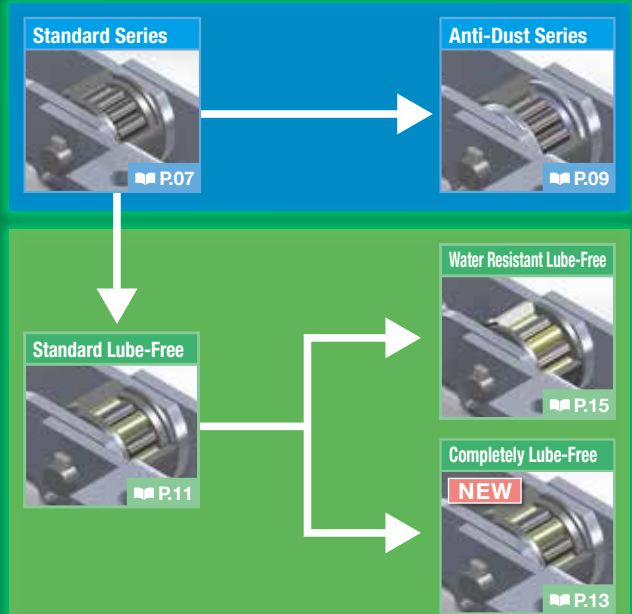 Standard Series
P.07
Anti-Dust Series
P.09
Standard Lube-Free
P.11
Water Resistant Lube-Free
P.15
Completely Lube-Free
NEW
P.13